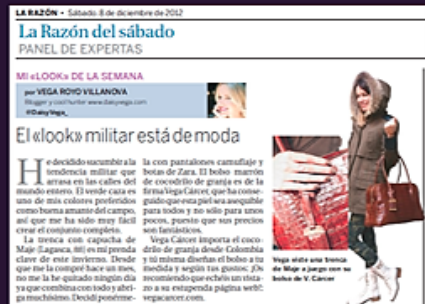 LA RAZÓN • Sábado. 8 de diciembre de 2012
La Razón del sábado
PANEL DE EXPERTAS
MI «LOOK» DE LA SEMANA
por VEGA ROYO VILLANOVA
Blogger y cool hunter www.daisyvega.com
@DaisyVega_
El «look» militar está de moda
He decidido sucumbir a la
tendencia militar que
arrasa en las calles del
mundo entero. El verde caza es
uno de mis colores preferidos
como buena amante del campo,
así que me ha sido muy fácil
crear el conjunto completo.
La trenca con capucha de
Maje (Lagasca, 88) es mi prenda
clave de este invierno. Desde
que me la compré hace un mes,
no me la he quitado ningún día
ya que combina con todo y abri-
ga muchísimo. Decidí ponérme-
la con pantalones camuflaje y
botas de Zara. El bolso marrón
de cocodrilo de granja es de la
firma Vega Cárcer, que ha conse-
guido que esta piel sea asequible
para todos y no sólo para unos
pocos, puesto que sus precios
son fantásticos.
Vega Cárcer importa el coco-
drilo de granja desde Colombia
y tú misma diseñas el bolso a tu
medida y según tus gustos: ¡Os
recomiendo que echéis un vista-
zo a su estupenda página web!:
vegacarcer.com.
Vega viste una trenca
de Maje a juego con su
bolso de V. Cárcer